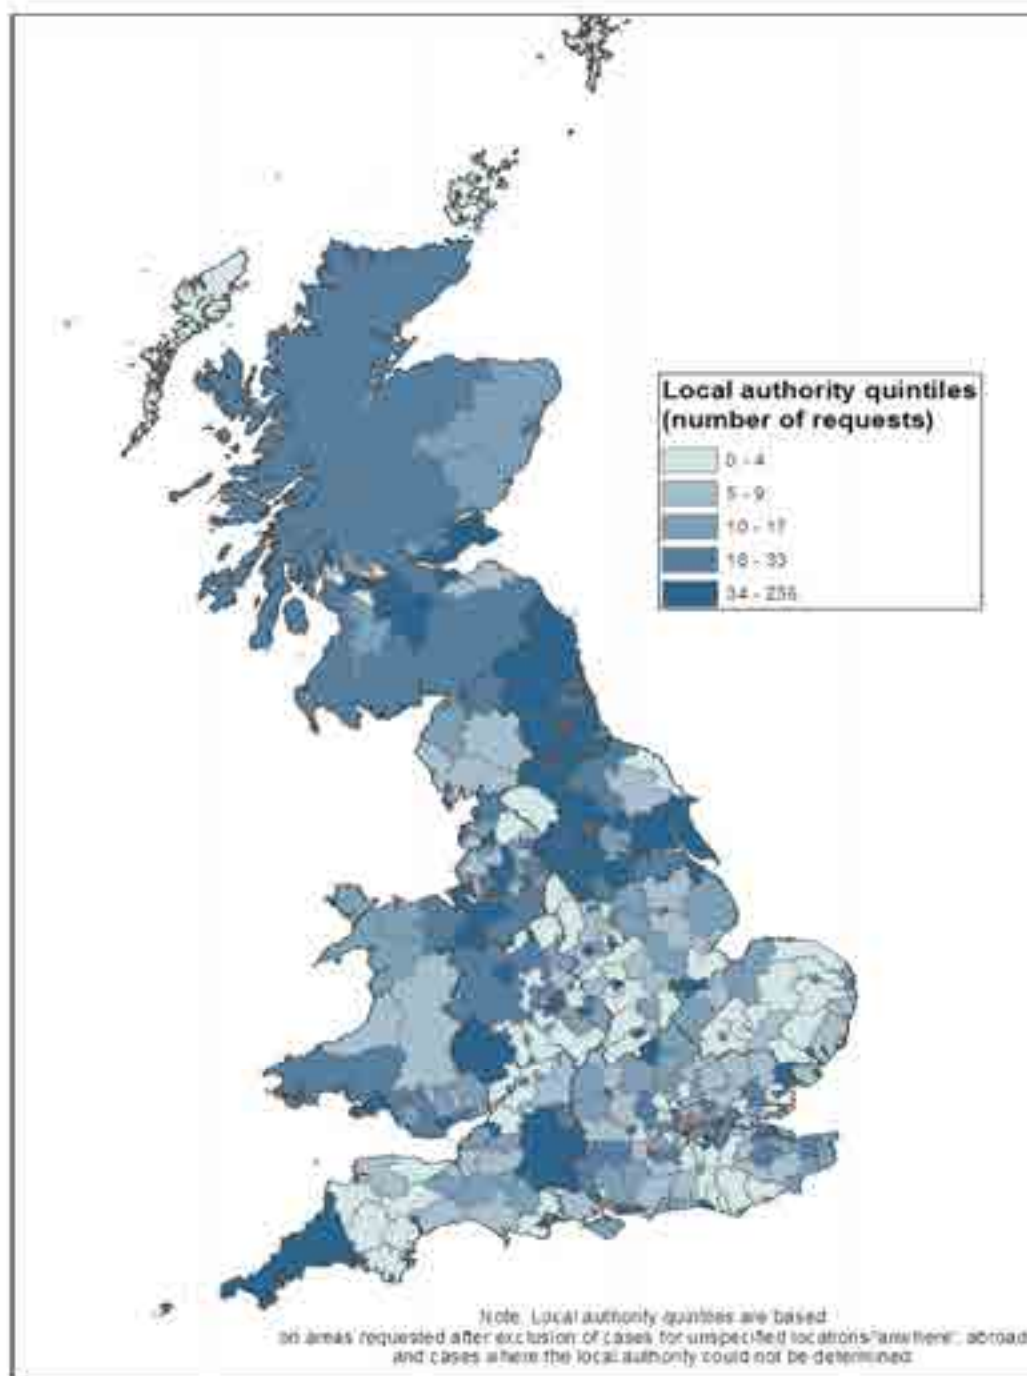 Local authority quintiles
(number of requests)
0 - 4
5 - 9
10 - 17
18 - 33
34 -
Note: Local authority quintiles are based
on areas requested after exclusion of cases for unspecified locations/"anywhere", abroad
and cases where the local authority could not be determined